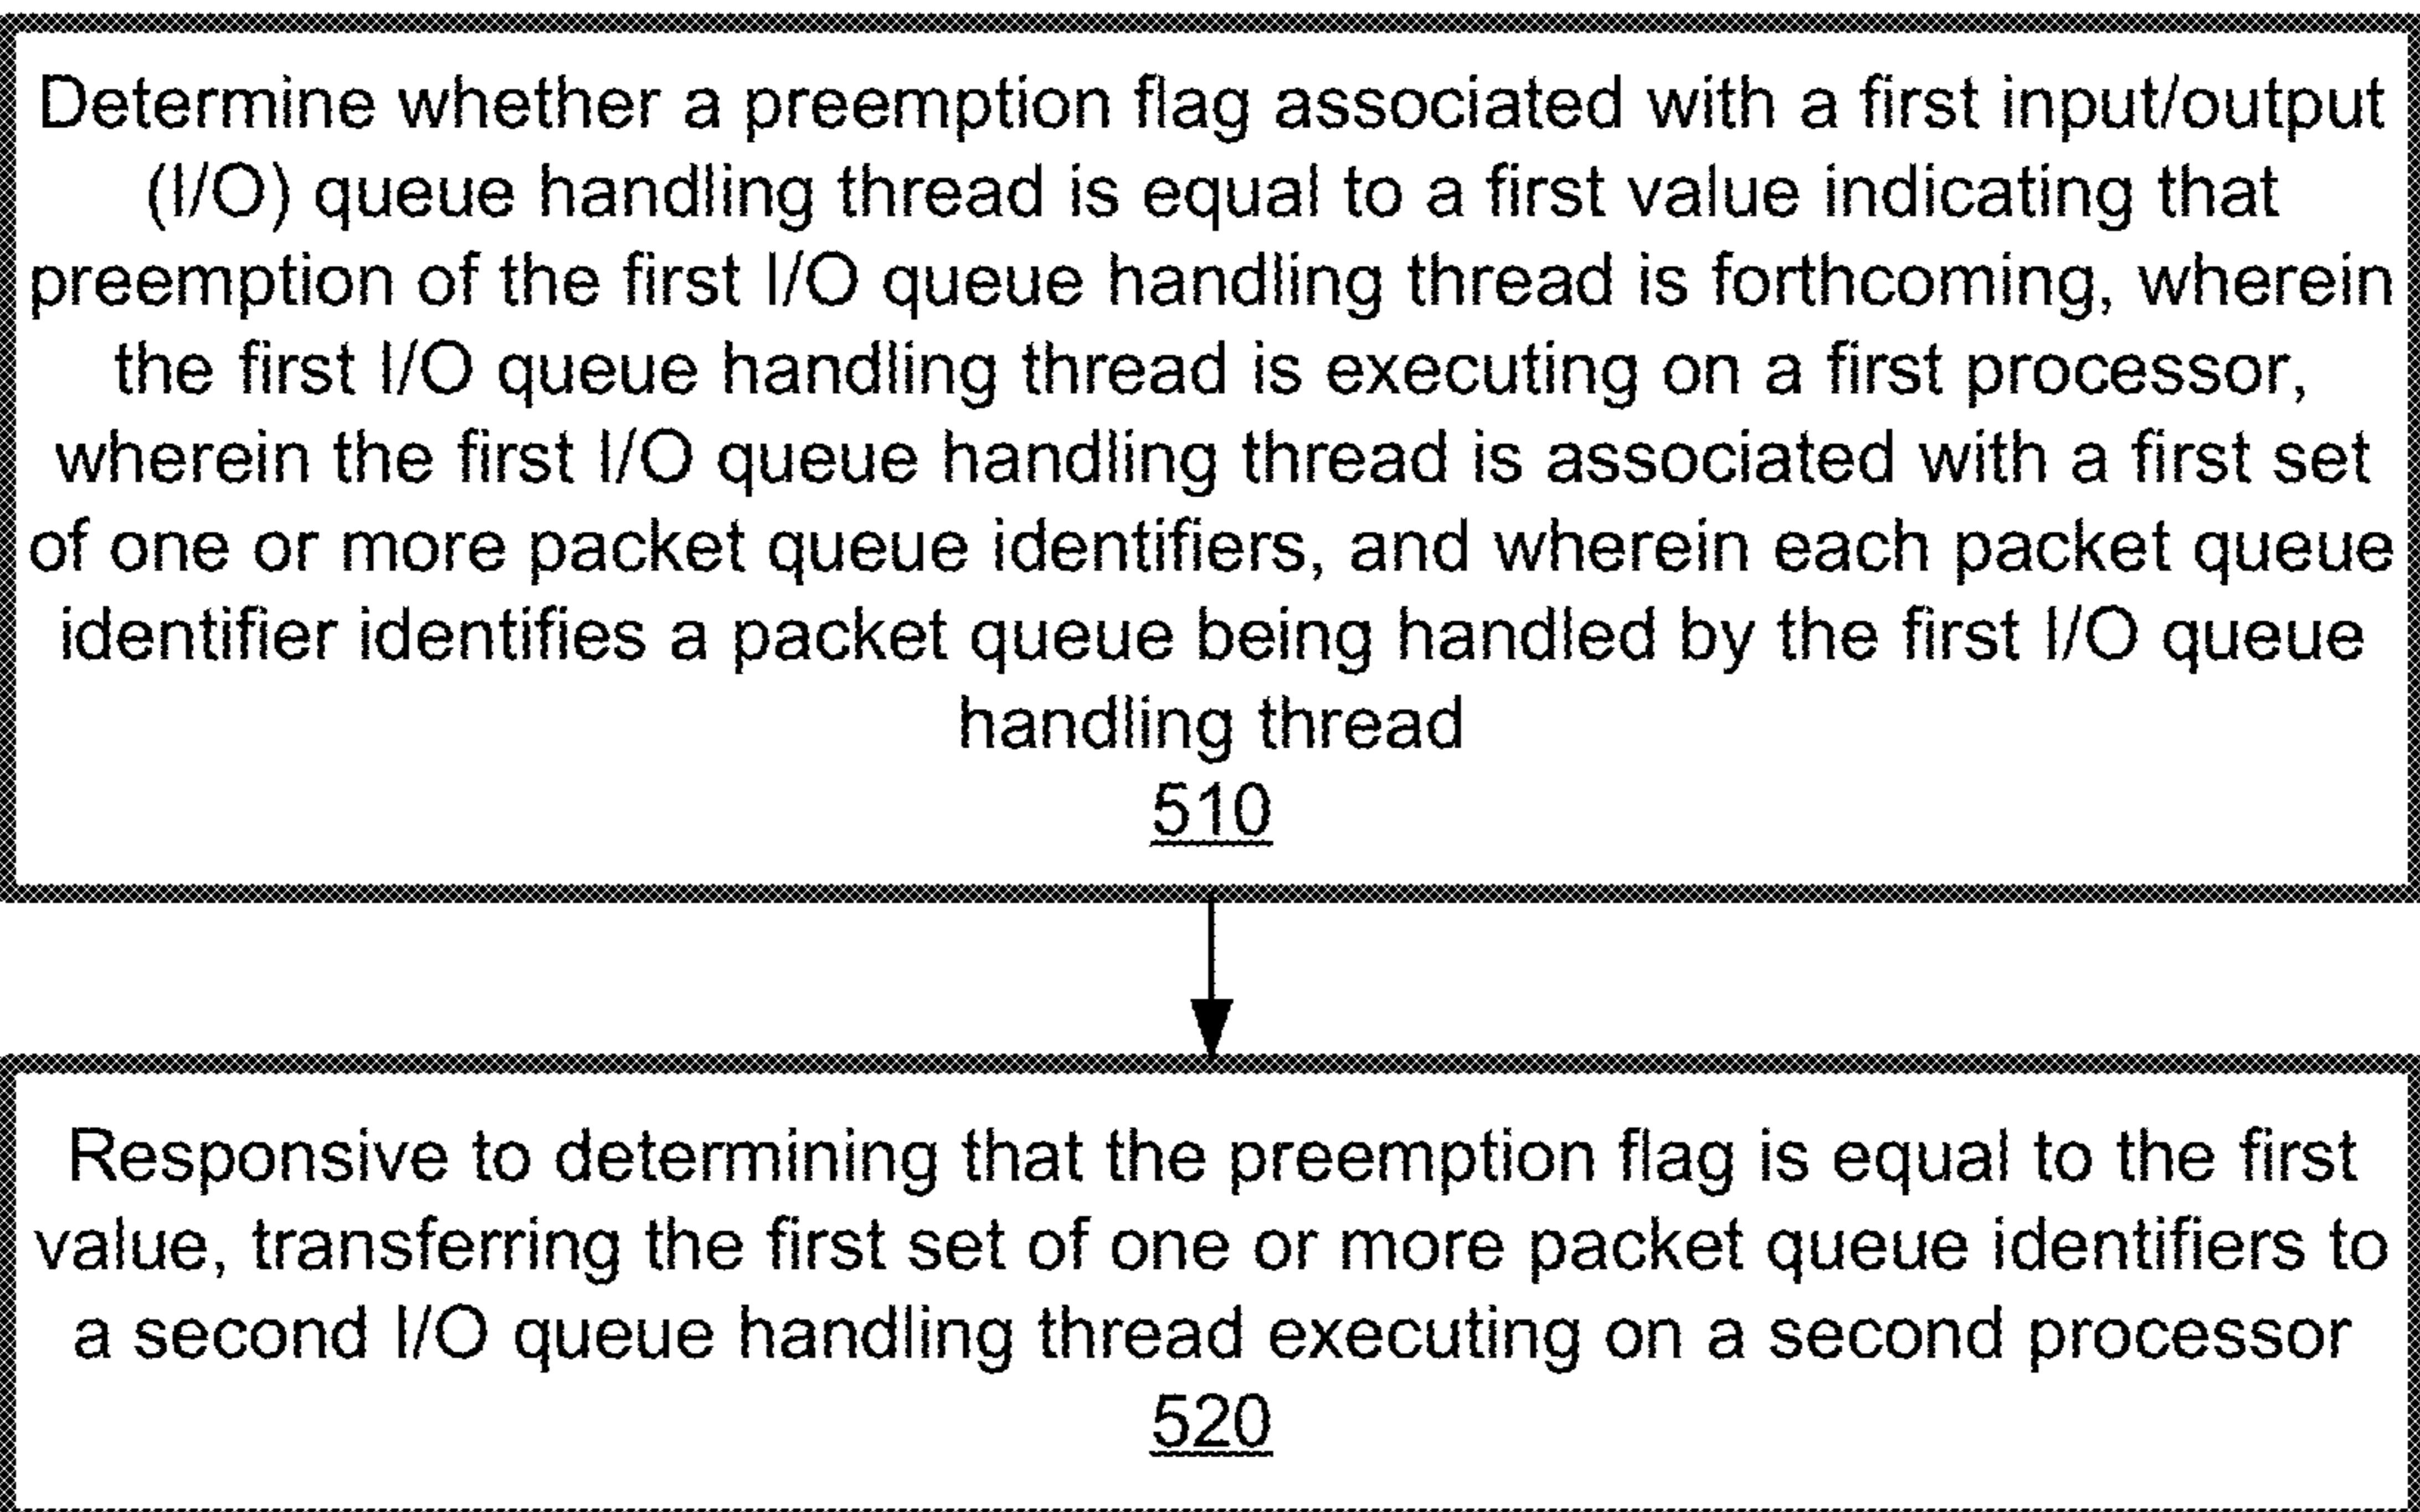 Determine whether a preemption flag associated with a first input/output
(I/O) queue handling thread is equal to a first value indicating that
preemption of the first I/O queue handling thread is forthcoming, wherein
the first I/O queue handling thread is executing on a first processor,
wherein the first I/O queue handling thread is associated with a first set
of one or more packet queue identifiers, and wherein each packet queue
identifier identifies a packet queue being handled by the first I/O queue
handling thread
510
Responsive to determining that the preemption flag is equal to the first
value, transferring the first set of one or more packet queue identifiers to
a second I/O queue handling thread executing on a second processor
520